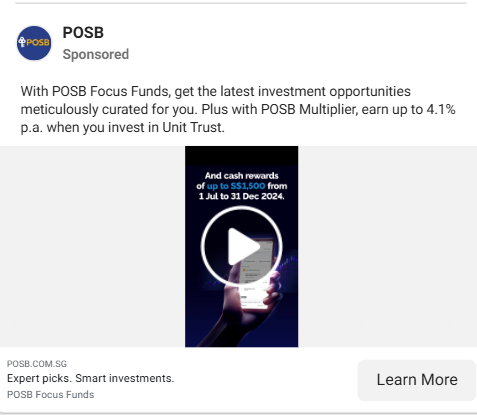 POSB
POSB
Sponsored
With POSB Focus Funds, get the latest investment opportunities
meticulously curated for you. Plus with POSB Multiplier, earn up to 4.1%
p.a. when you invest in Unit Trust.
And cash rewards
of up to S$1,500 from
1 Jul to 31 Dec 2024.
POSB.COM.SG
Expert picks. Smart investments.
POSB Focus Funds
Learn More